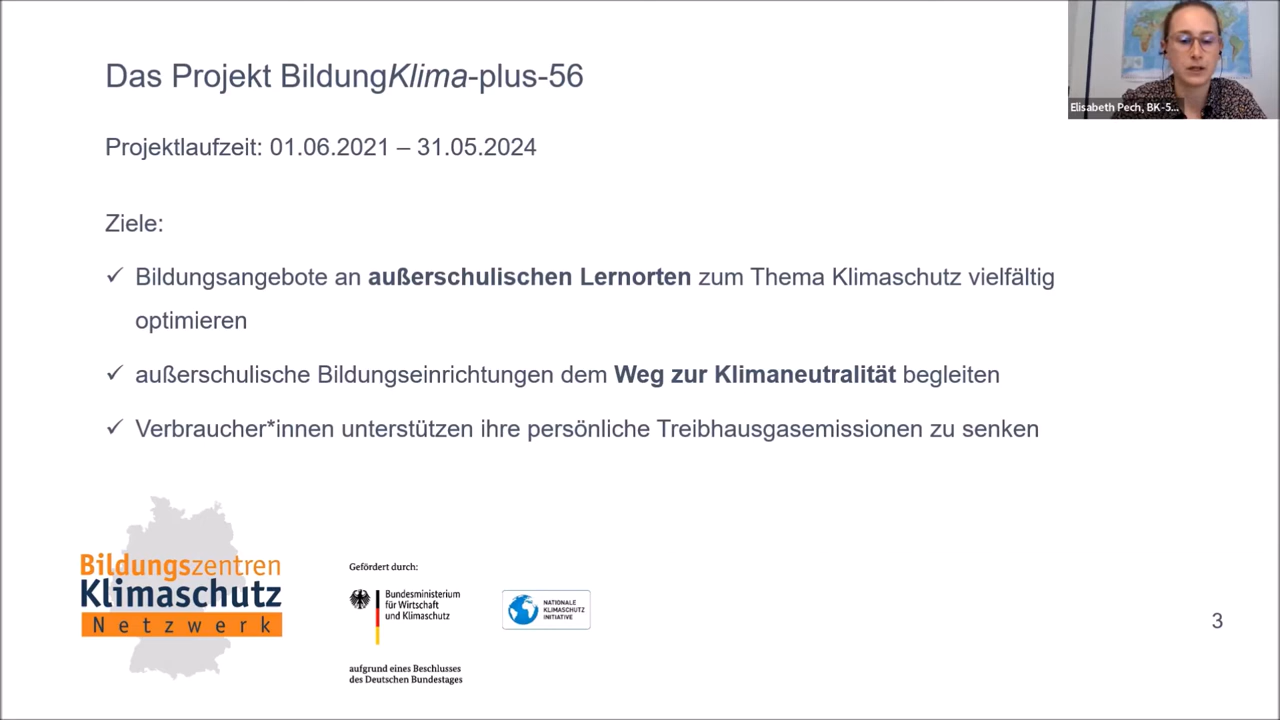 Das Projekt BildungKlima-plus-56
Elisabeth Pech, BK-5...
Projektlaufzeit: 01.06.2021 – 31.05.2024
Ziele:
✓ Bildungsangebote an außerschulischen Lernorten zum Thema Klimaschutz vielfältig
optimieren
✓ außerschulische Bildungseinrichtungen dem Weg zur Klimaneutralität begleiten
✓ Verbraucher*innen unterstützen ihre persönliche Treibhausgasemissionen zu senken
Bildungszentren
Klimaschutz
Netzwerk
Gefördert durch:
Bundesministerium
für Wirtschaft
und Klimaschutz
aufgrund eines Beschlusses
des Deutschen Bundestages
NATIONALE
KLIMASCHUTZ
INITIATIVE
3